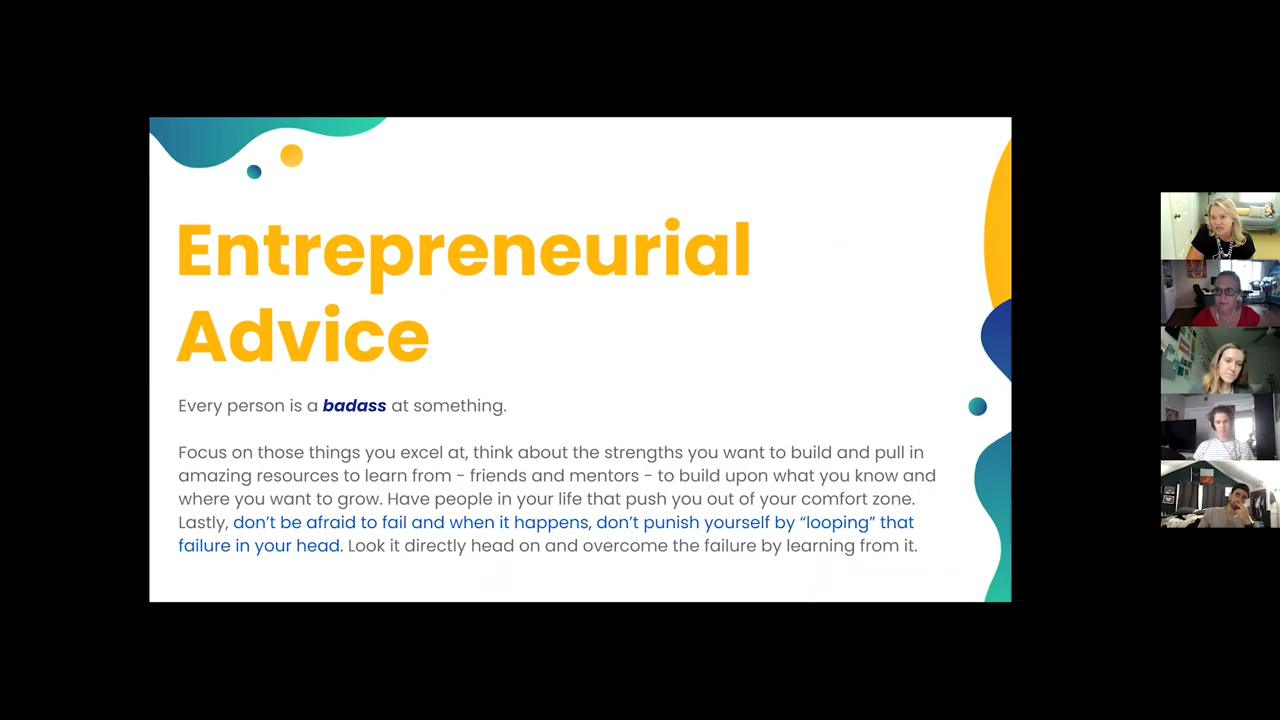 Entrepreneurial
Advice
Every person is a badass at something.
Focus on those things you excel at, think about the strengths you want to build and pull in
amazing resources to learn from - friends and mentors - to build upon what you know and
where you want to grow. Have people in your life that push you out of your comfort zone.
Lastly, don’t be afraid to fail and when it happens, don’t punish yourself by “looping” that
failure in your head. Look it directly head on and overcome the failure by learning from it.